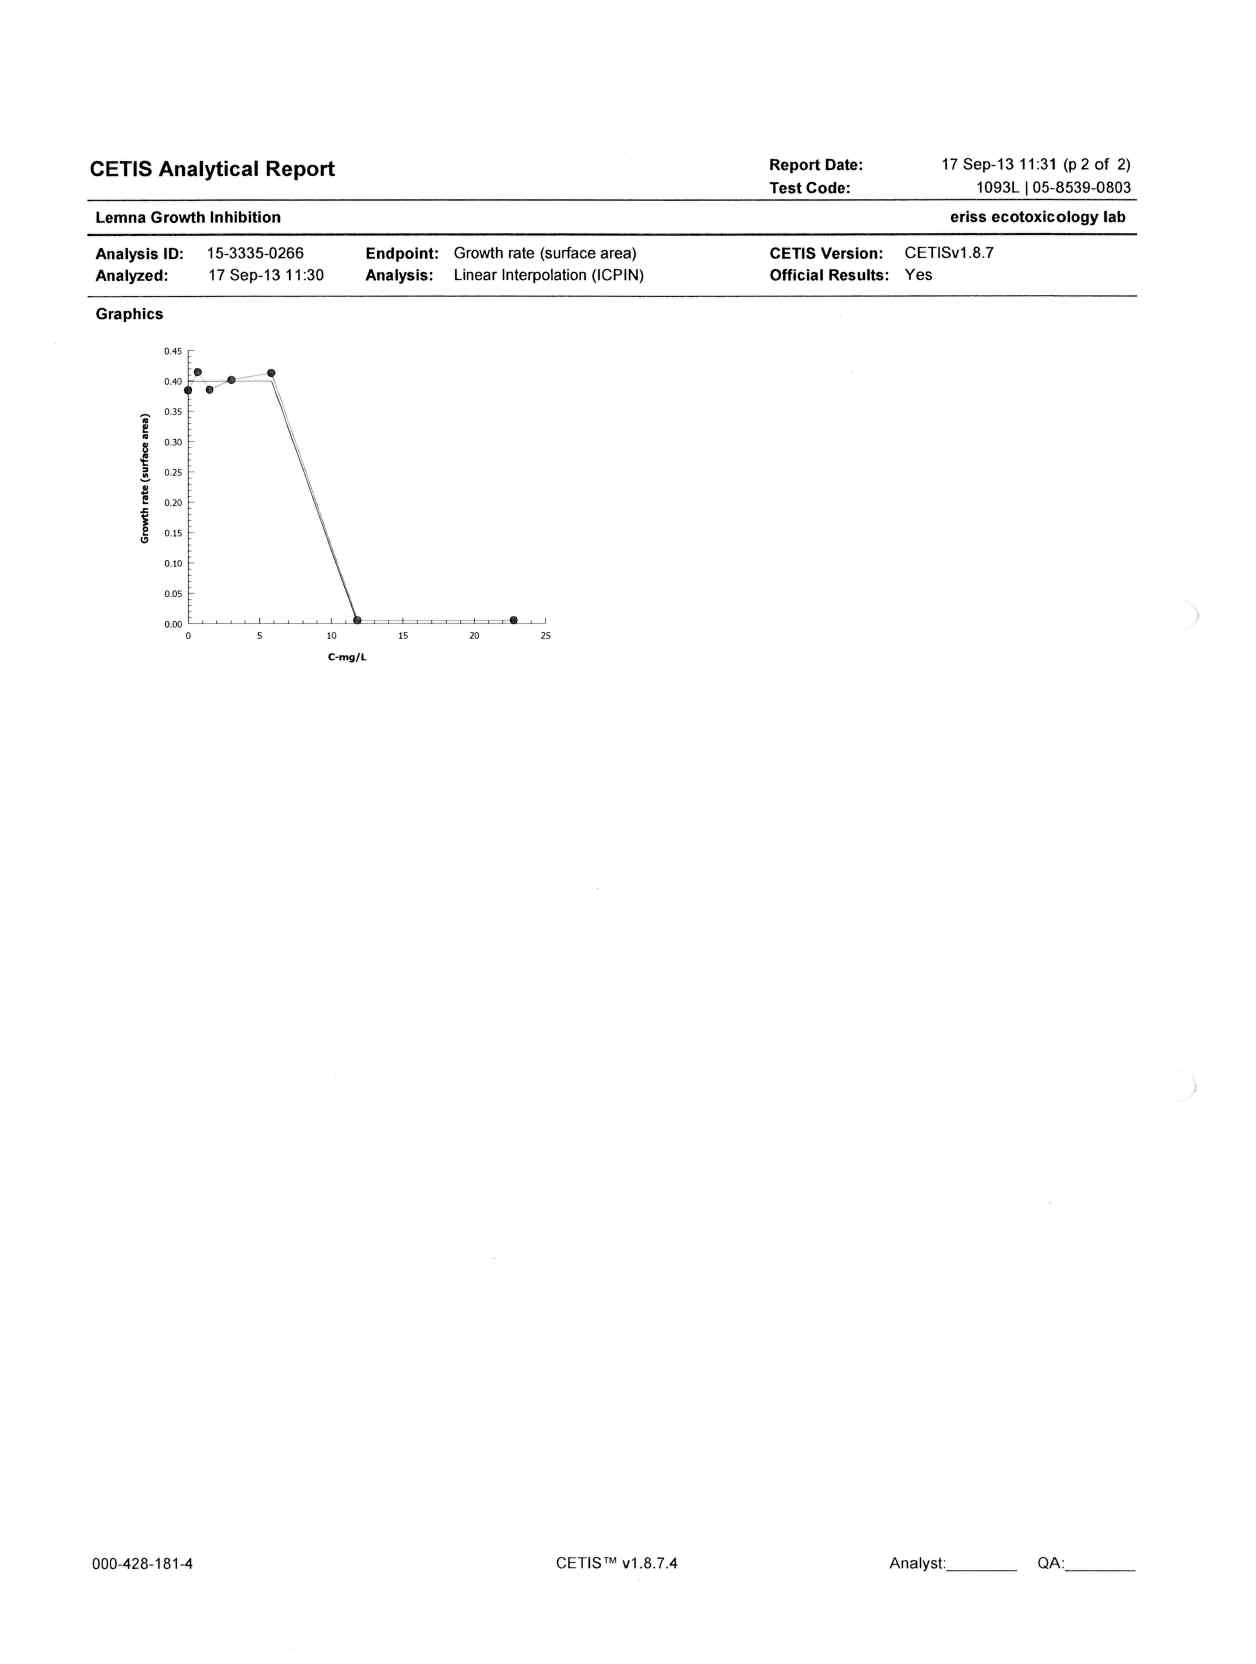 CETIS Analytical Report
Report Date: 17 Sep-13 11:31 (p 2 of 2)
Test Code: 1093L | 05-8539-0803
Lemna Growth Inhibition eriss ecotoxicology lab
Analysis ID: 15-3335-0266 Endpoint: Growth rate (surface area) CETIS Version: CETISv1.8.7
Analyzed: 17 Sep-13 11:30 Analysis: Linear Interpolation (ICPIN) Official Results: Yes
Graphics
0.45
0.40
0.35
0.30
0.25
0.20
0.15
0.10
0.05
0.00
Growth rate (surface area)
0 5 10 15 20 25
C-mg/L
000-428-181-4 CETIS™ v1.8.7.4 Analyst:________ QA:________